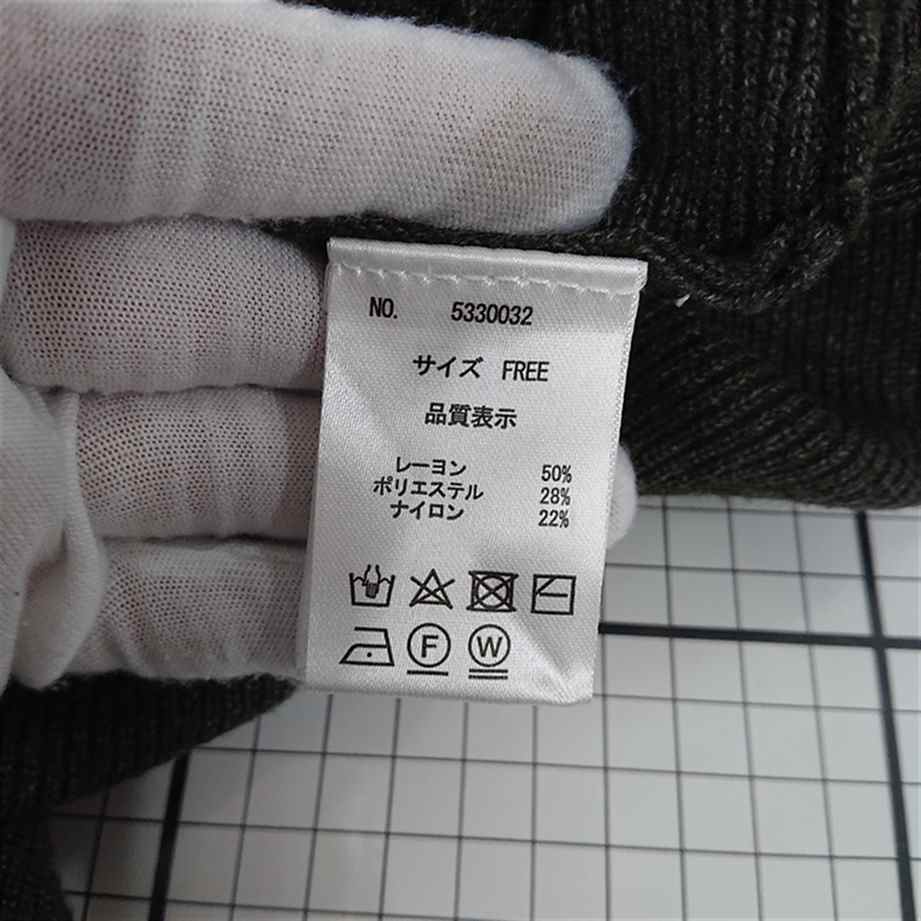 NO. 5330032
サイズ FREE
品質表示
レーヨン 50%
ポリエステル 28%
ナイロン 22%
F W